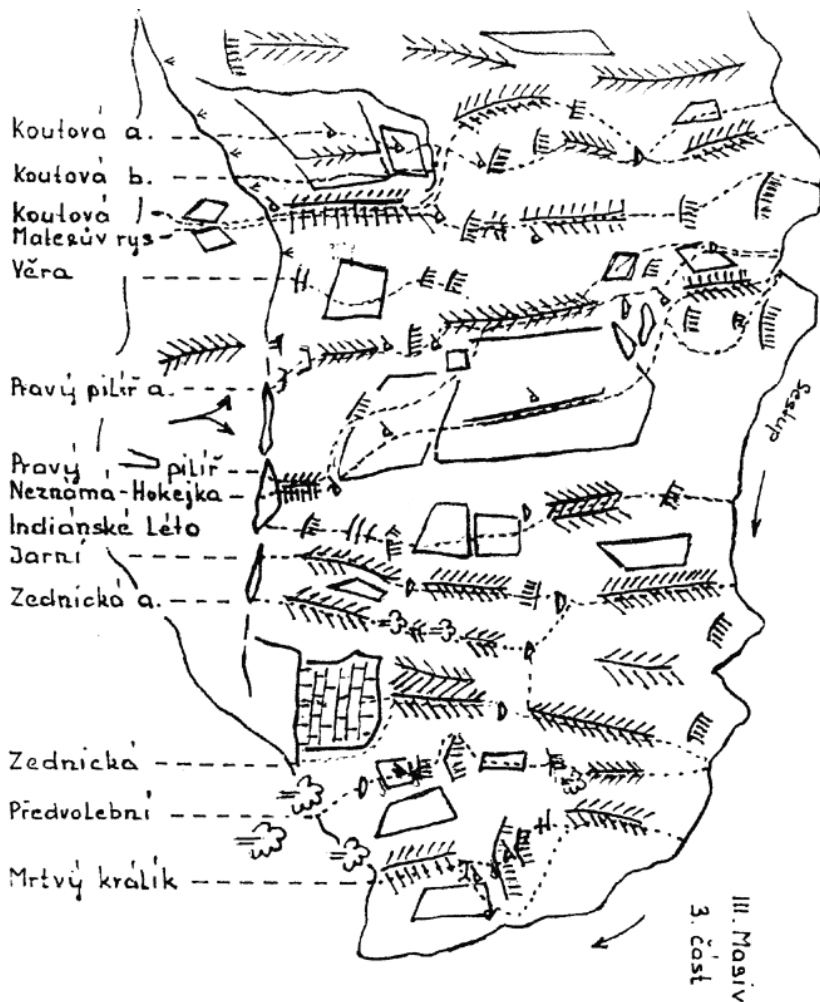 Koutová a.
Koutová b.
Koutová
Malesův rys
Věra
Pravý pilíř a.
Sestup
Pravý pilíř
Neznámá-Hokejka
Indiánské Léto
Jarní
Zednická a.
Zednická
Předvolební
Mrtvý králík
III. Masiv
3. část